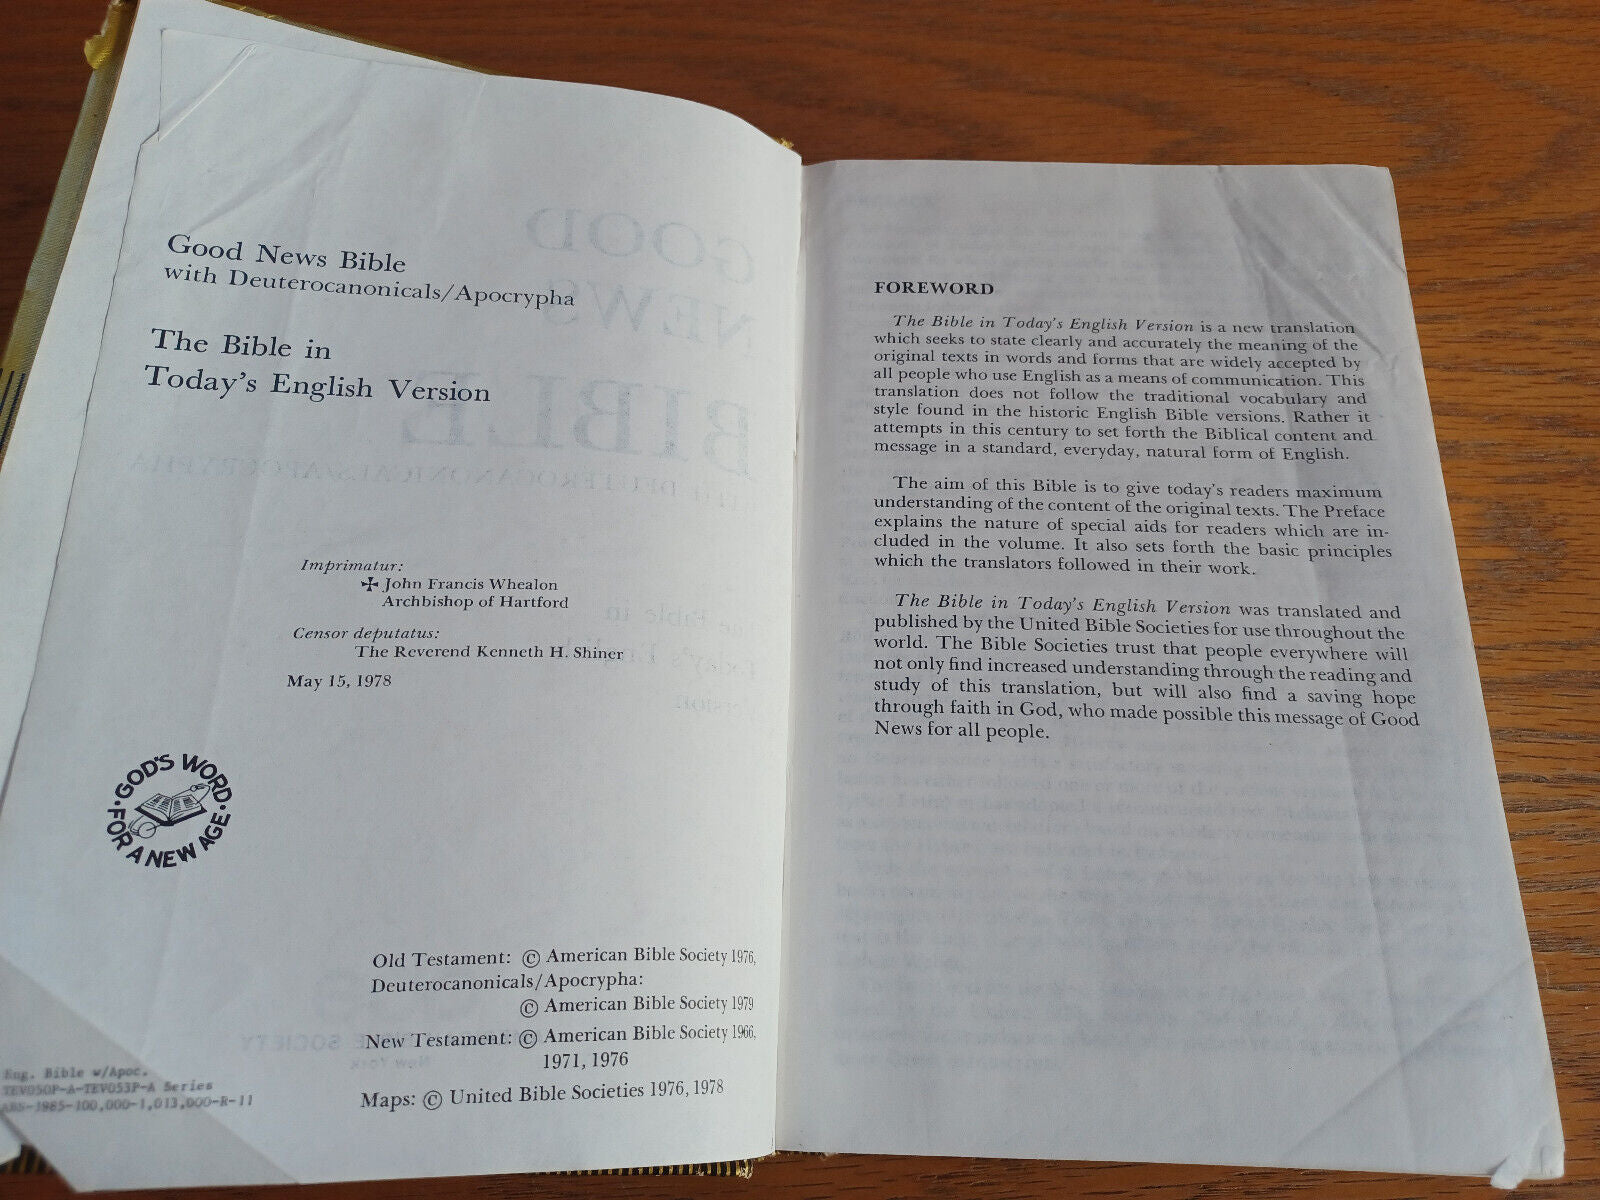 Good News Bible
with Deuterocanonicals/Apocrypha
The Bible in
Today's English Version
Imprimatur:
✠ John Francis Whealon
Archbishop of Hartford
Censor deputatus:
The Reverend Kenneth H. Shiner
May 15, 1978
GOD'S WORD
FOR A NEW AGE
Old Testament: © American Bible Society 1976,
Deuterocanonicals/Apocrypha:
© American Bible Society 1979
New Testament: © American Bible Society 1966,
1971, 1976
Maps: © United Bible Societies 1976, 1978
Eng. Bible w/Apoc.
TEV050P-A-TEV053P-A Series
ABS-1985-100,000-1,013,000-R-11
FOREWORD
The Bible in Today's English Version is a new translation
which seeks to state clearly and accurately the meaning of the
original texts in words and forms that are widely accepted by
all people who use English as a means of communication. This
translation does not follow the traditional vocabulary and
style found in the historic English Bible versions. Rather it
attempts in this century to set forth the Biblical content and
message in a standard, everyday, natural form of English.
The aim of this Bible is to give today's readers maximum
understanding of the content of the original texts. The Preface
explains the nature of special aids for readers which are in-
cluded in the volume. It also sets forth the basic principles
which the translators followed in their work.
The Bible in Today's English Version was translated and
published by the United Bible Societies for use throughout the
world. The Bible Societies trust that people everywhere will
not only find increased understanding through the reading and
study of this translation, but will also find a saving hope
through faith in God, who made possible this message of Good
News for all people.